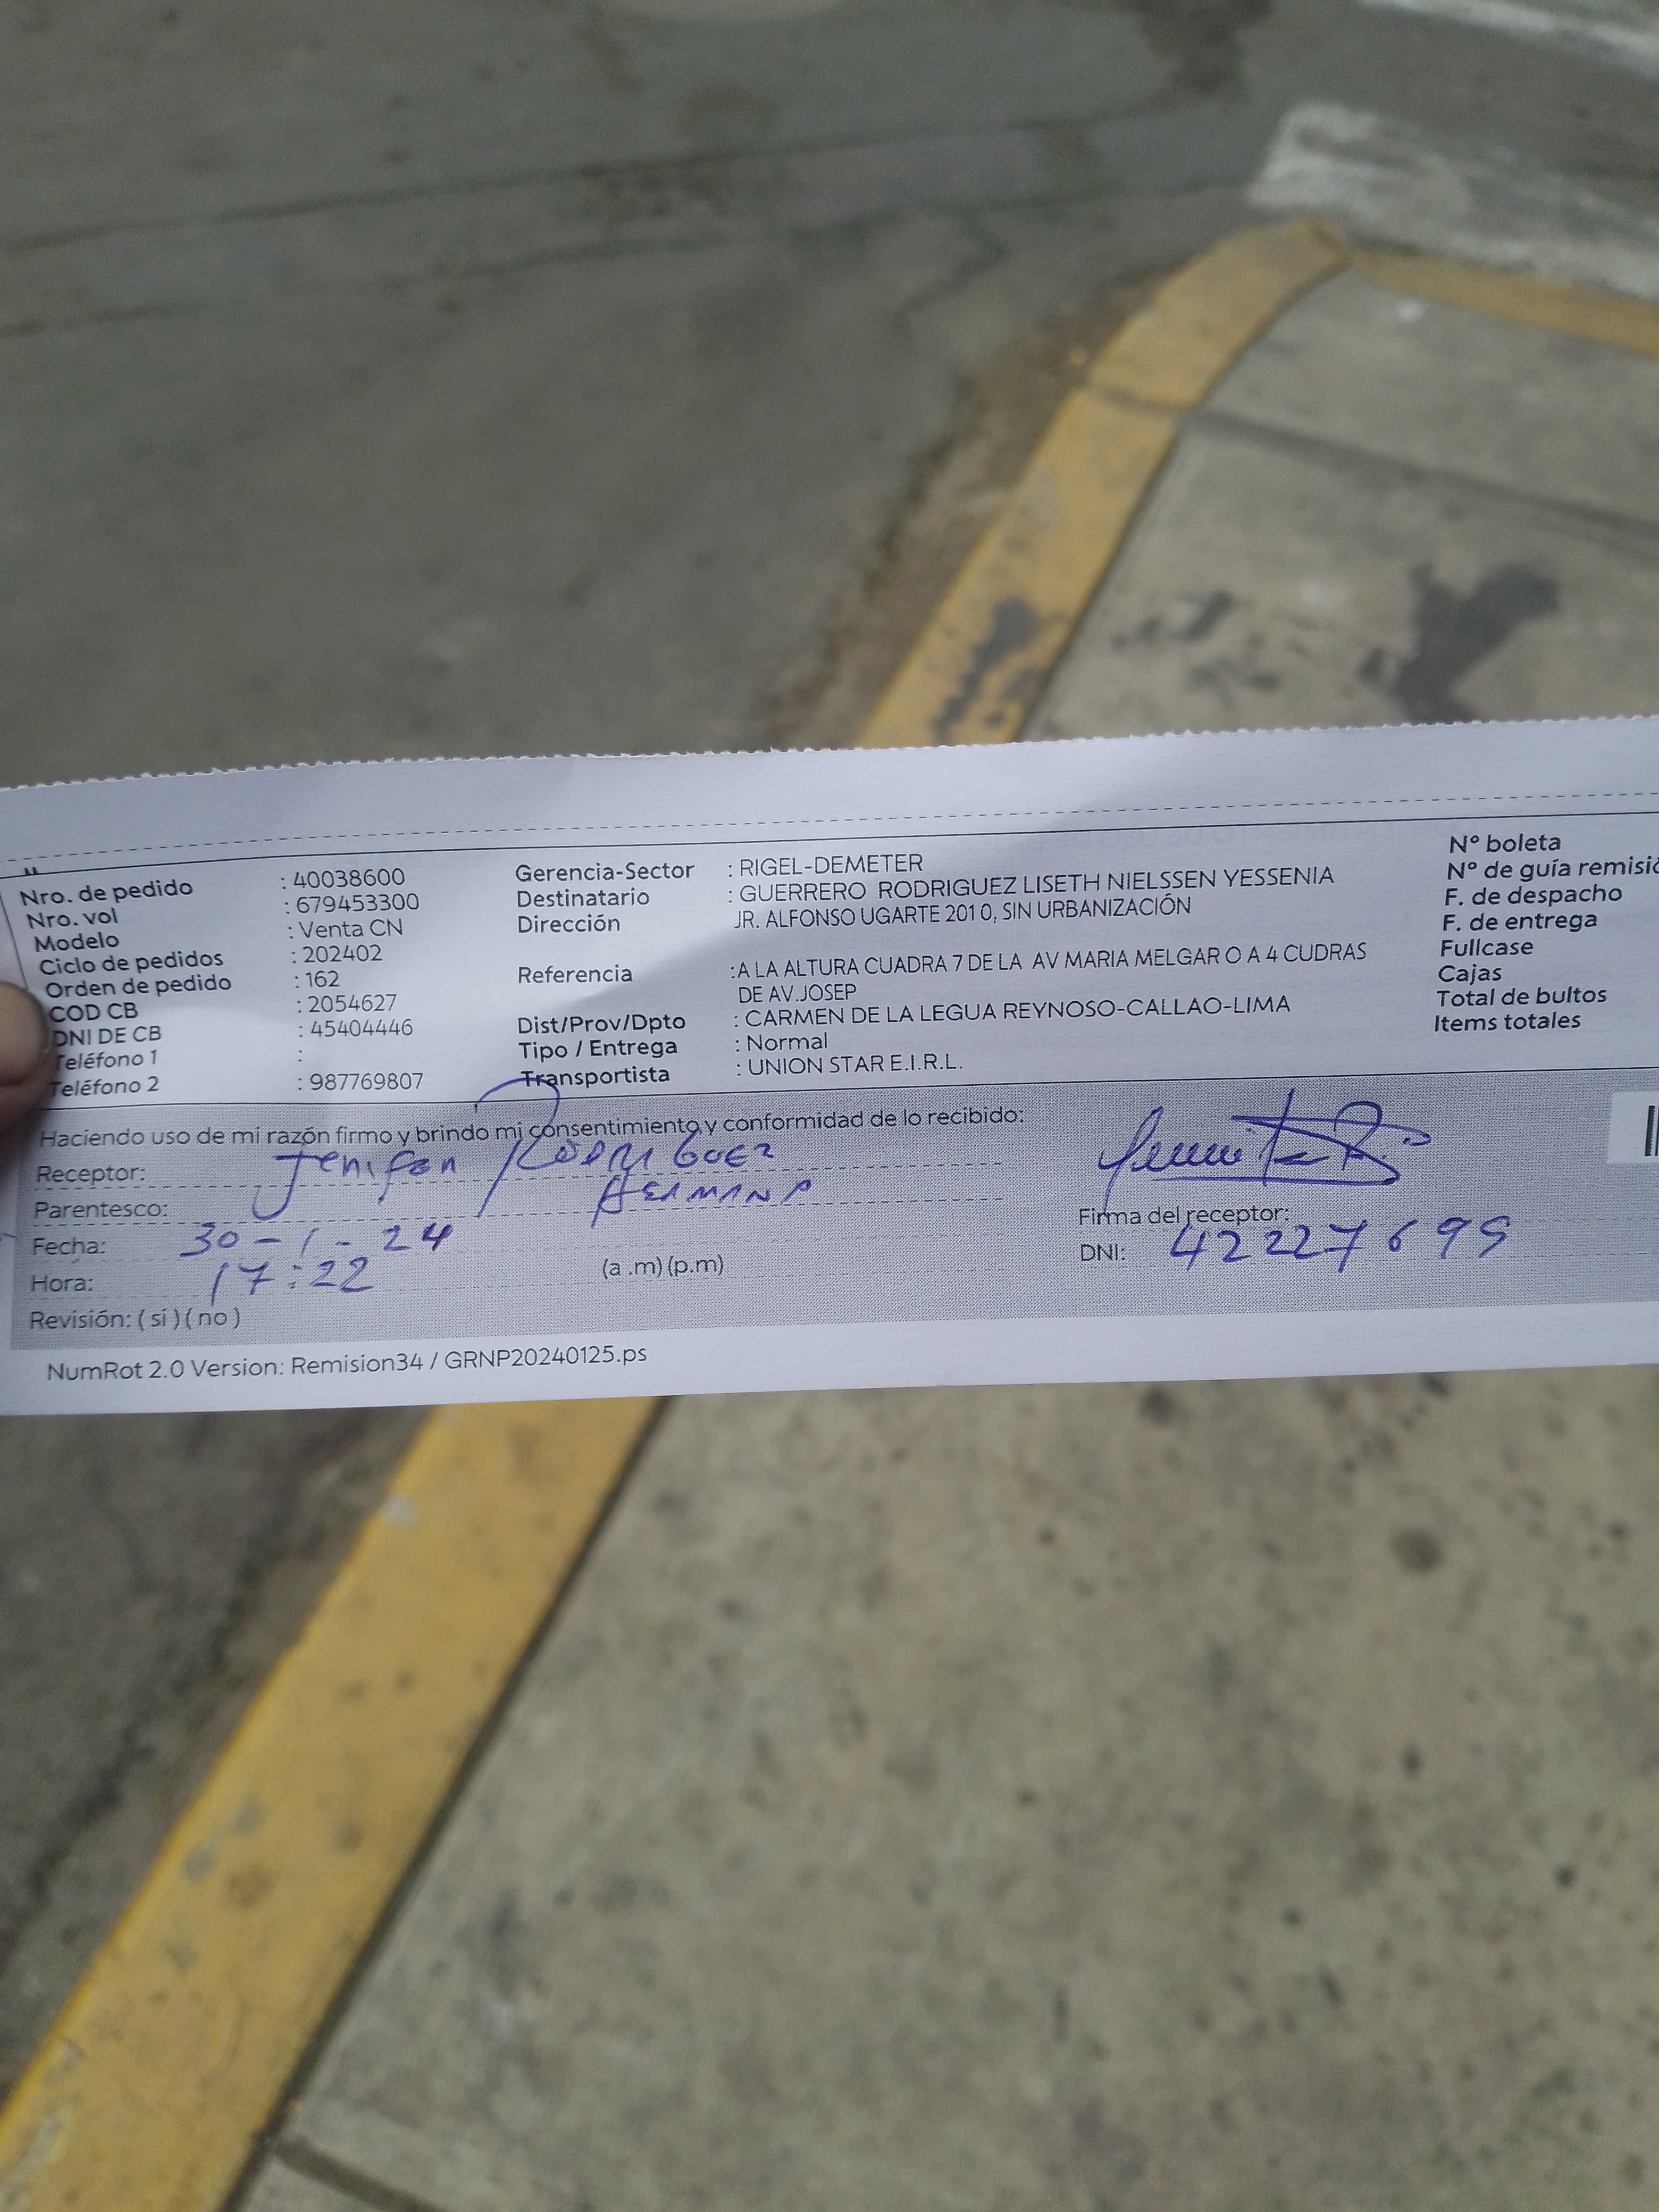 Nro. de pedido : 40038600
Nro. vol : 679453300
Modelo : Venta CN
Ciclo de pedidos : 202402
Orden de pedido : 162
COD CB : 2054627
DNI DE CB : 45404446
Teléfono 1 :
Teléfono 2 : 987769807
Gerencia-Sector : RIGEL-DEMETER
Destinatario : GUERRERO RODRIGUEZ LISETH NIELSSEN YESSENIA
Dirección JR. ALFONSO UGARTE 2010, SIN URBANIZACIÓN
Referencia :A LA ALTURA CUADRA 7 DE LA AV MARIA MELGAR O A 4 CUDRAS
DE AV.JOSEP
Dist/Prov/Dpto : CARMEN DE LA LEGUA REYNOSO-CALLAO-LIMA
Tipo / Entrega : Normal
Transportista : UNION STAR E.I.R.L.
Nº boleta
Nº de guía remisió
F. de despacho
F. de entrega
Fullcase
Cajas
Total de bultos
Items totales
Haciendo uso de mi razón firmo y brindo mi consentimiento y conformidad de lo recibido:
Receptor: Jenifer Rodriguez
Parentesco: HERMANA
Fecha: 30-1-24
Hora: 17:22 (a .m) (p.m)
Revisión: ( si ) ( no )
Firma del receptor:
DNI: 42227699
NumRot 2.0 Version: Remision34 / GRNP20240125.ps